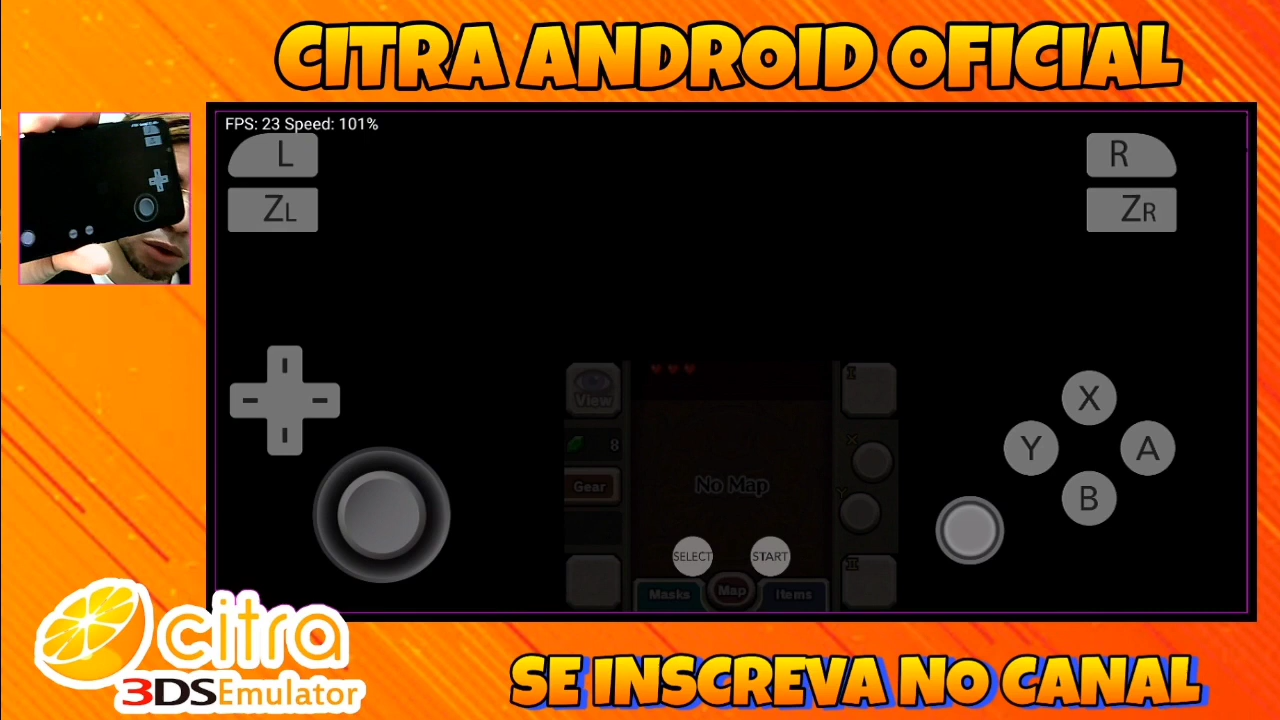 CITRA ANDROID OFICIAL
FPS: 23 Speed: 101%
L
R
ZL
ZR
View
I
8
X
X
Y
A
Gear
No Map
Y
B
SELECT
START
II
Masks
Map
Items
citra
3DSEmulator
SE INSCREVA NO CANAL